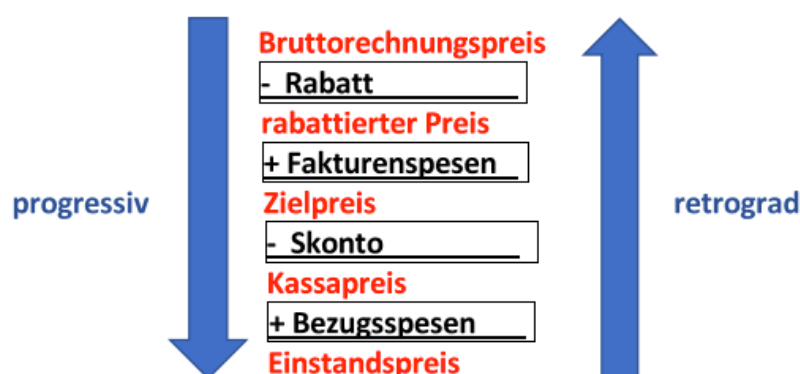 Bruttorechnungspreis
- Rabatt
rabattierter Preis
+ Fakturenspesen
progressiv
Zielpreis
retrograd
- Skonto
Kassapreis
+ Bezugsspesen
Einstandspreis